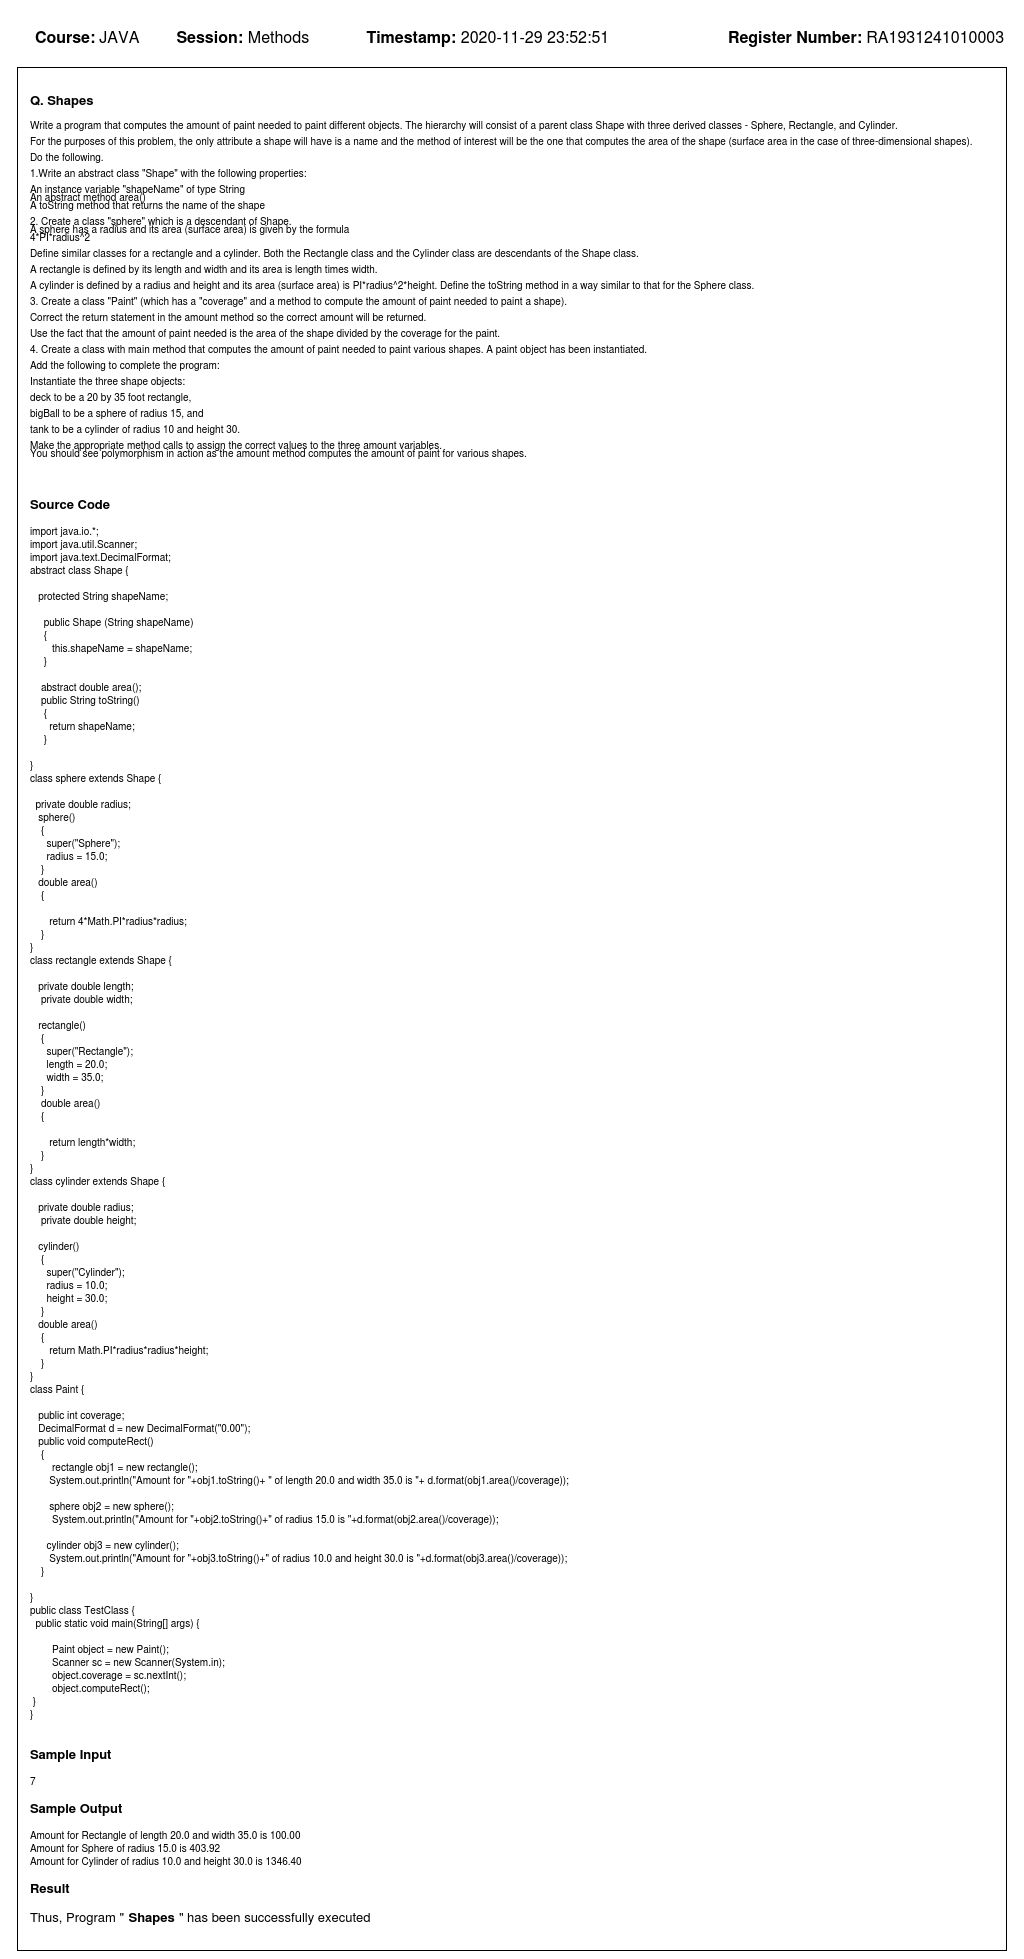 Course: JAVA Session: Methods Timestamp: 2020-11-29 23:52:51 Register Number: RA1931241010003
Q. Shapes
Write a program that computes the amount of paint needed to paint different objects. The hierarchy will consist of a parent class Shape with three derived classes - Sphere, Rectangle, and Cylinder.
For the purposes of this problem, the only attribute a shape will have is a name and the method of interest will be the one that computes the area of the shape (surface area in the case of three-dimensional shapes).
Do the following.
1.Write an abstract class "Shape" with the following properties:
An instance variable "shapeName" of type String
An abstract method area()
A toString method that returns the name of the shape
2. Create a class "sphere" which is a descendant of Shape.
A sphere has a radius and its area (surface area) is given by the formula
4*PI*radius^2
Define similar classes for a rectangle and a cylinder. Both the Rectangle class and the Cylinder class are descendants of the Shape class.
A rectangle is defined by its length and width and its area is length times width.
A cylinder is defined by a radius and height and its area (surface area) is PI*radius^2*height. Define the toString method in a way similar to that for the Sphere class.
3. Create a class "Paint" (which has a "coverage" and a method to compute the amount of paint needed to paint a shape).
Correct the return statement in the amount method so the correct amount will be returned.
Use the fact that the amount of paint needed is the area of the shape divided by the coverage for the paint.
4. Create a class with main method that computes the amount of paint needed to paint various shapes. A paint object has been instantiated.
Add the following to complete the program:
Instantiate the three shape objects:
deck to be a 20 by 35 foot rectangle,
bigBall to be a sphere of radius 15, and
tank to be a cylinder of radius 10 and height 30.
Make the appropriate method calls to assign the correct values to the three amount variables.
You should see polymorphism in action as the amount method computes the amount of paint for various shapes.
Source Code
import java.io.*;
import java.util.Scanner;
import java.text.DecimalFormat;
abstract class Shape {
protected String shapeName;
public Shape (String shapeName)
{
this.shapeName = shapeName;
}
abstract double area();
public String toString()
{
return shapeName;
}
}
class sphere extends Shape {
private double radius;
sphere()
{
super("Sphere");
radius = 15.0;
}
double area()
{
return 4*Math.PI*radius*radius;
}
}
class rectangle extends Shape {
private double length;
private double width;
rectangle()
{
super("Rectangle");
length = 20.0;
width = 35.0;
}
double area()
{
return length*width;
}
}
class cylinder extends Shape {
private double radius;
private double height;
cylinder()
{
super("Cylinder");
radius = 10.0;
height = 30.0;
}
double area()
{
return Math.PI*radius*radius*height;
}
}
class Paint {
public int coverage;
DecimalFormat d = new DecimalFormat("0.00");
public void computeRect()
{
rectangle obj1 = new rectangle();
System.out.println("Amount for "+obj1.toString()+ " of length 20.0 and width 35.0 is "+ d.format(obj1.area()/coverage));
sphere obj2 = new sphere();
System.out.println("Amount for "+obj2.toString()+" of radius 15.0 is "+d.format(obj2.area()/coverage));
cylinder obj3 = new cylinder();
System.out.println("Amount for "+obj3.toString()+" of radius 10.0 and height 30.0 is "+d.format(obj3.area()/coverage));
}
}
public class TestClass {
public static void main(String[] args) {
Paint object = new Paint();
Scanner sc = new Scanner(System.in);
object.coverage = sc.nextInt();
object.computeRect();
}
}
Sample Input
7
Sample Output
Amount for Rectangle of length 20.0 and width 35.0 is 100.00
Amount for Sphere of radius 15.0 is 403.92
Amount for Cylinder of radius 10.0 and height 30.0 is 1346.40
Result
Thus, Program " Shapes " has been successfully executed